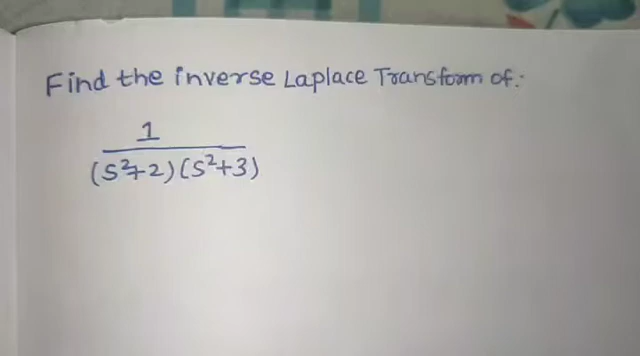 Find the inverse Laplace Transform of:
1
(S²+2)(S²+3)